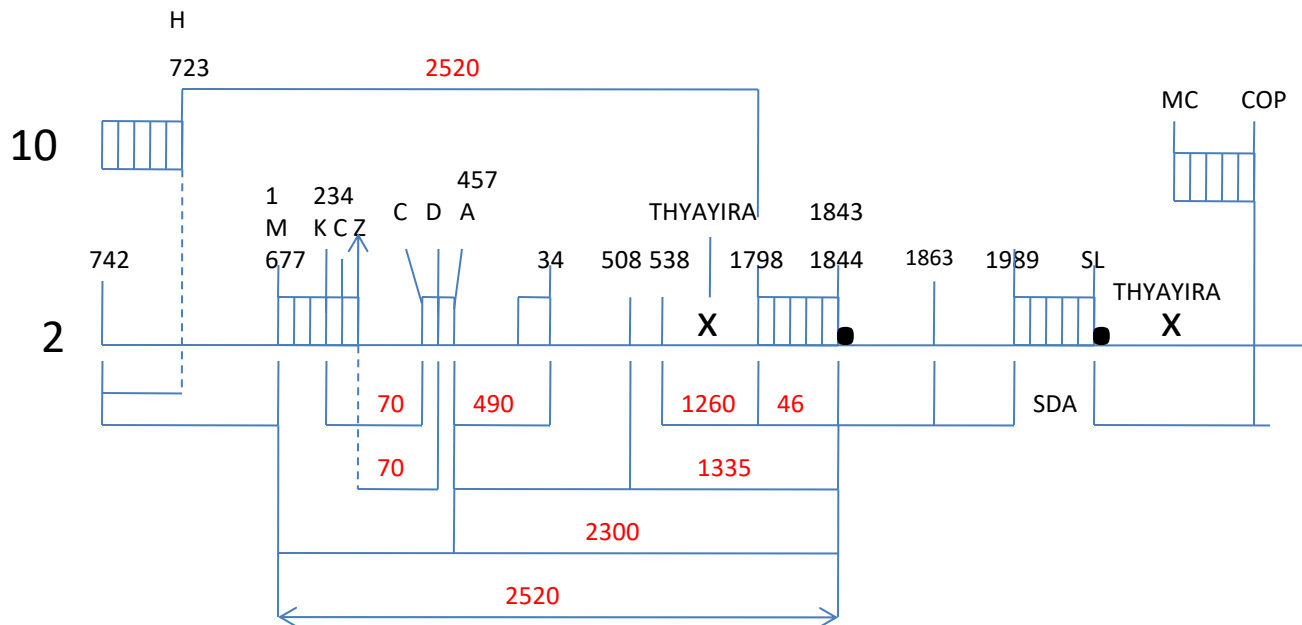 H
723 2520
MC COP
10
1 234 457
M K C Z C D A THYAYIRA 1843
742 677 34 508 538 1798 1844 1863 1989 SL
THYAYIRA
2 X X
70 490 1260 46 SDA
70 1335
2300
2520